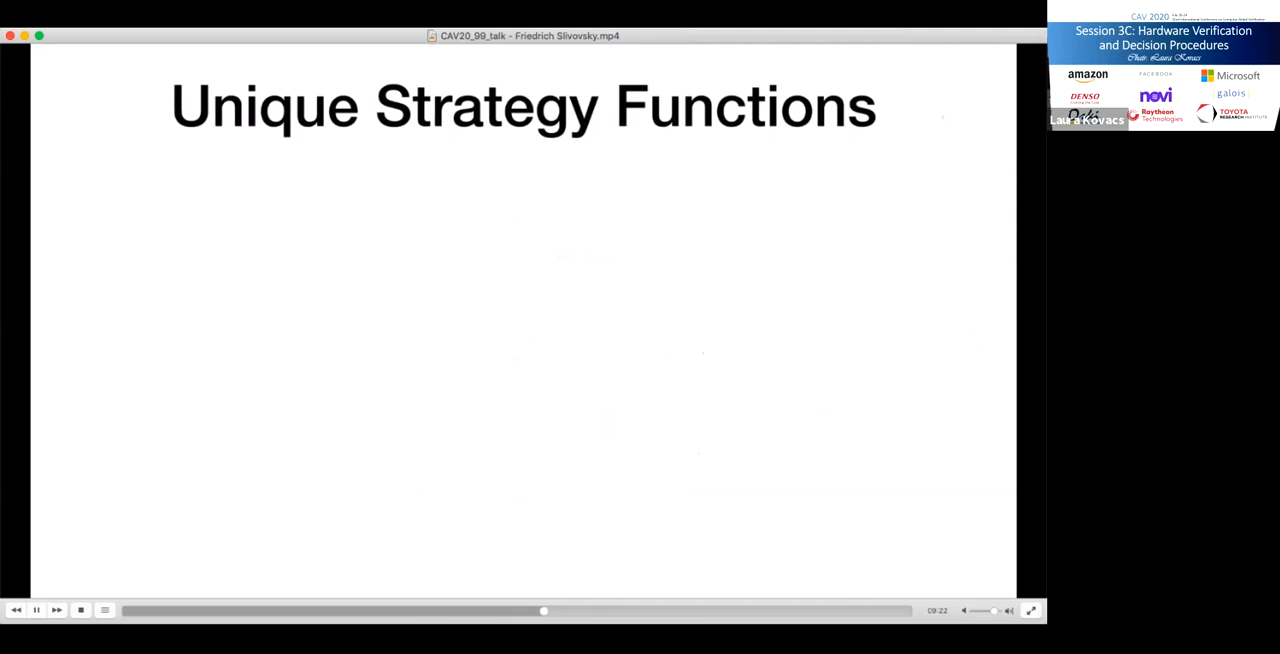 CAV20_99_talk - Friedrich Slivovsky.mp4
Unique Strategy Functions
09:22
CAV 2020
Session 3C: Hardware Verification
and Decision Procedures
Chair: Laura Kovacs
amazon
FACEBOOK
Microsoft
DENSO
novi
galois
Raytheon
Technologies
TOYOTA
RESEARCH INSTITUTE
Laura Kovacs